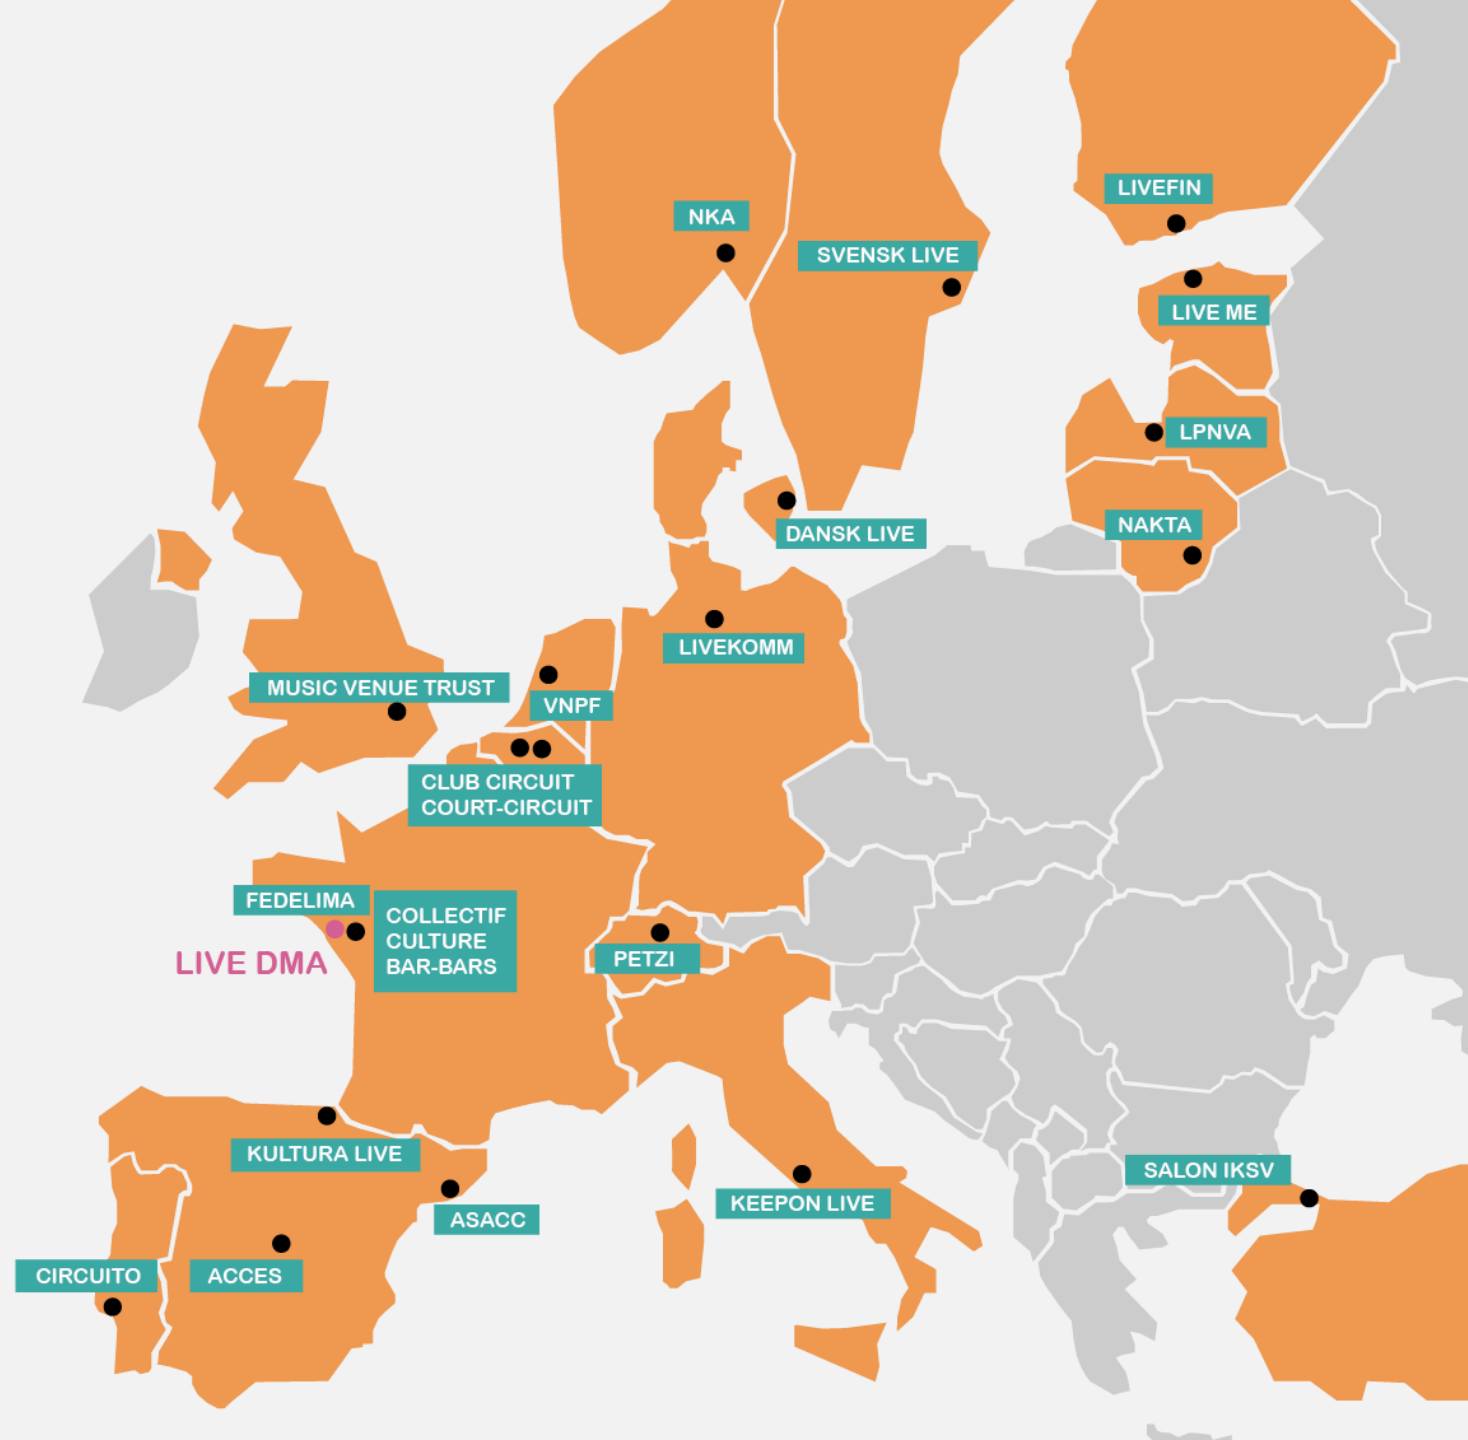 LIVEFIN
NKA
SVENSK LIVE
LIVE ME
LPNVA
NAKTA
DANSK LIVE
LIVEKOMM
MUSIC VENUE TRUST
VNPF
CLUB CIRCUIT
COURT-CIRCUIT
FEDELIMA
COLLECTIF
CULTURE
BAR-BARS
LIVE DMA
PETZI
KULTURA LIVE
SALON IKSV
KEEPON LIVE
ASACC
CIRCUITO
ACCES